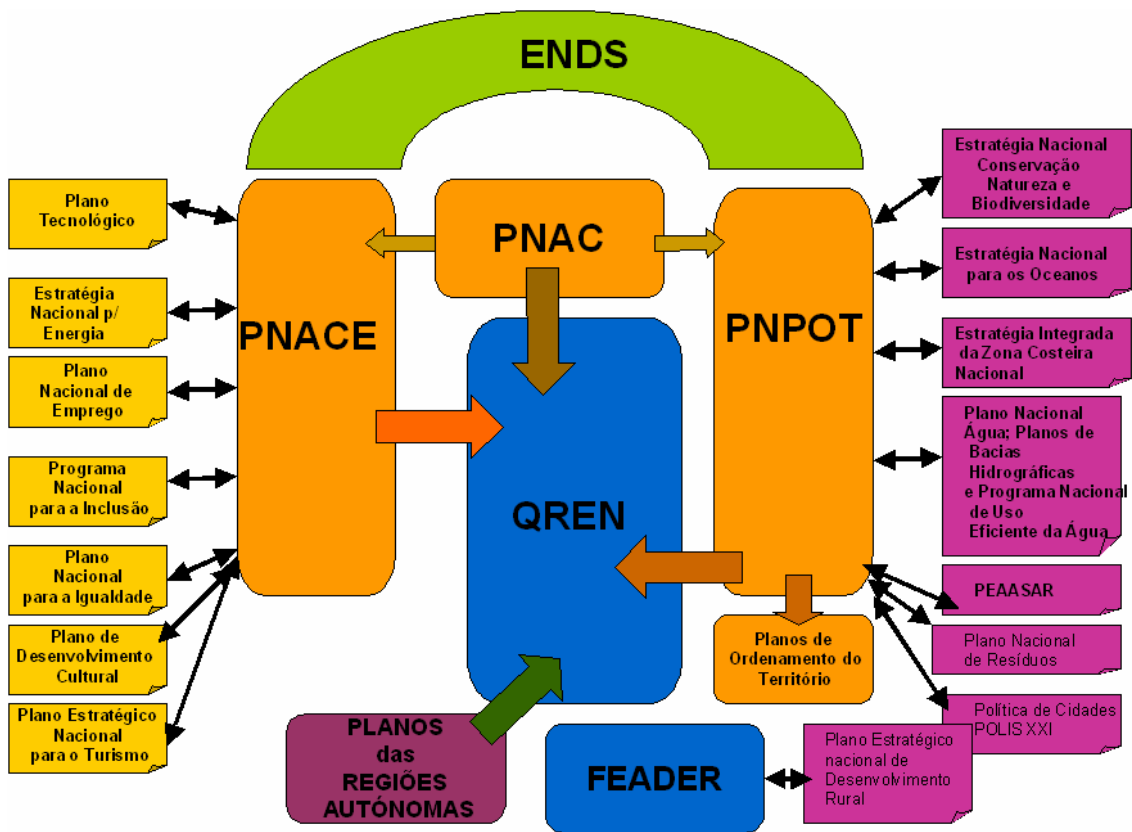 ENDS
Plano
Tecnológico
Estratégia
Nacional p/
Energia
Plano
Nacional de
Emprego
Programa
Nacional
para a Inclusão
Plano
Nacional
para a Igualdade
Plano de
Desenvolvimento
Cultural
Plano Estratégico
Nacional
para o Turismo
PNACE
PNAC
QREN
PNPOT
Planos de
Ordenamento do
Território
PLANOS
das
REGIÕES
AUTÓNOMAS
FEADER
Estratégia Nacional
Conservação
Natureza e
Biodiversidade
Estratégia Nacional
para os Oceanos
Estratégia Integrada
da Zona Costeira
Nacional
Plano Nacional
Água; Planos de
Bacias
Hidrográficas
e Programa Nacional
de Uso
Eficiente da Água
PEAASAR
Plano Nacional
de Resíduos
Política de Cidades
POLIS XXI
Plano Estratégico
nacional de
Desenvolvimento
Rural